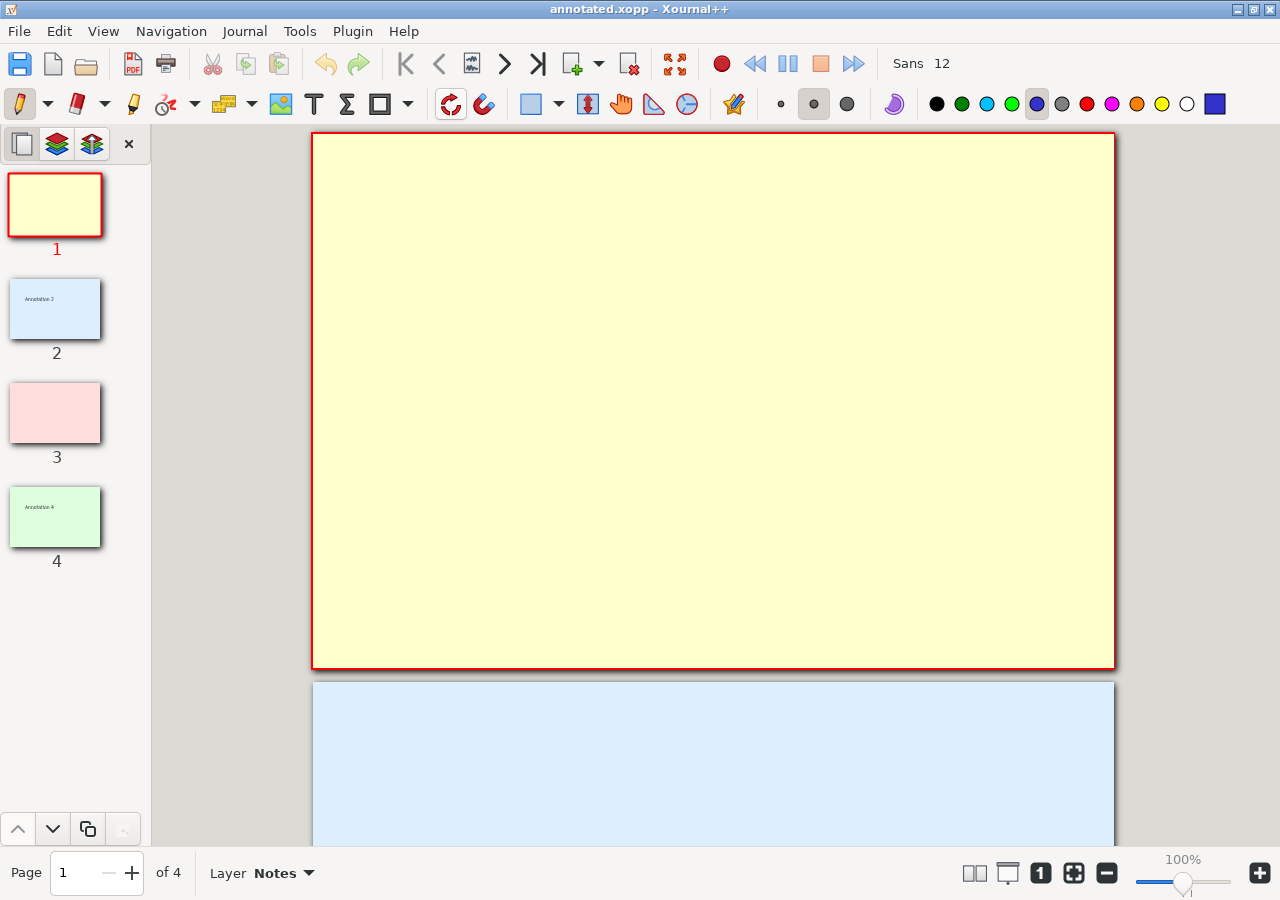 annotated.xopp - Xournal++
File Edit View Navigation Journal Tools Plugin Help
Sans 12
1
Annotation 2
2
3
Annotation 4
4
Page 1 of 4 Layer Notes
100%